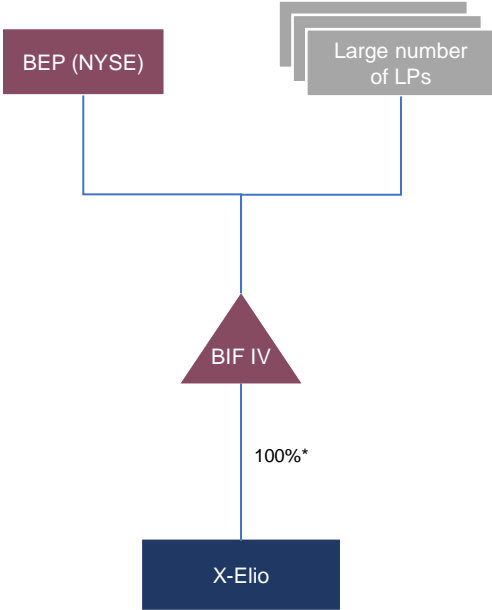 BEP (NYSE)
Large number
of LPs
BIF IV
100%*
X-Elio